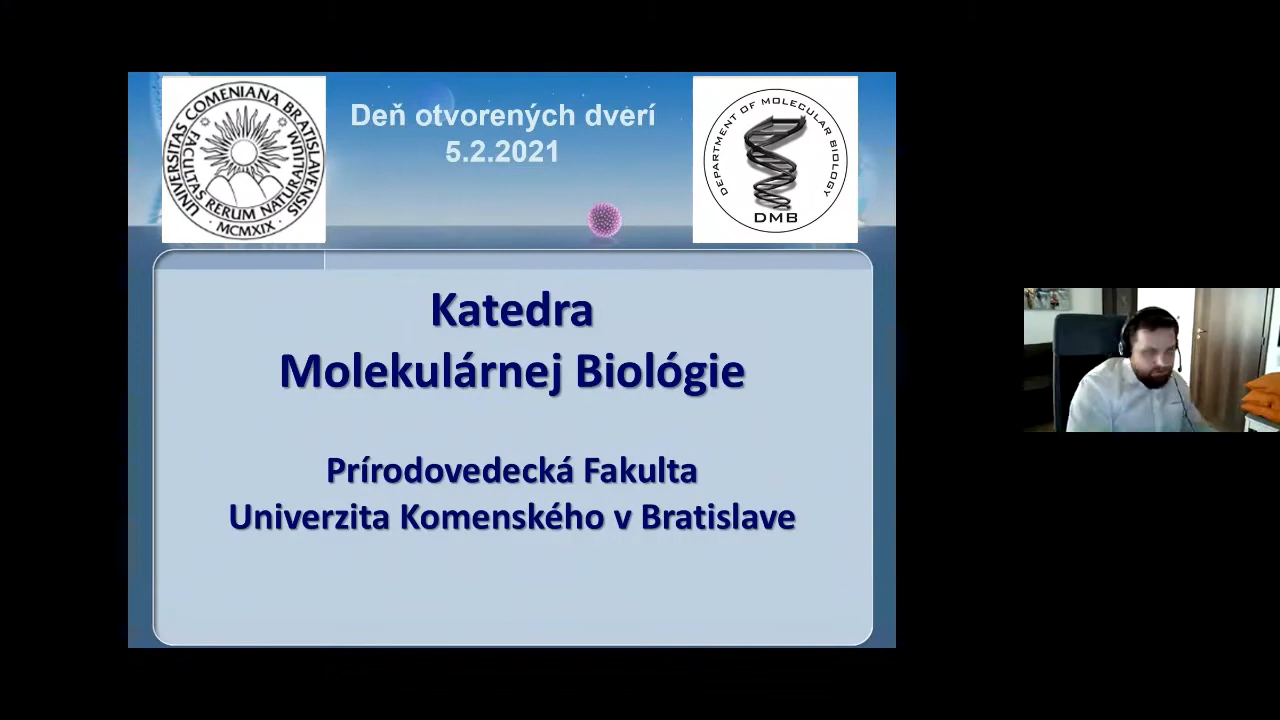 UNIVERSITAS COMENIANA BRATISLAVENSIS
FACULTAS RERUM NATURALIUM
· MCMXIX ·
Deň otvorených dverí
5.2.2021
DEPARTMENT OF MOLECULAR BIOLOGY
DMB
Katedra
Molekulárnej Biológie
Prírodovedecká Fakulta
Univerzita Komenského v Bratislave